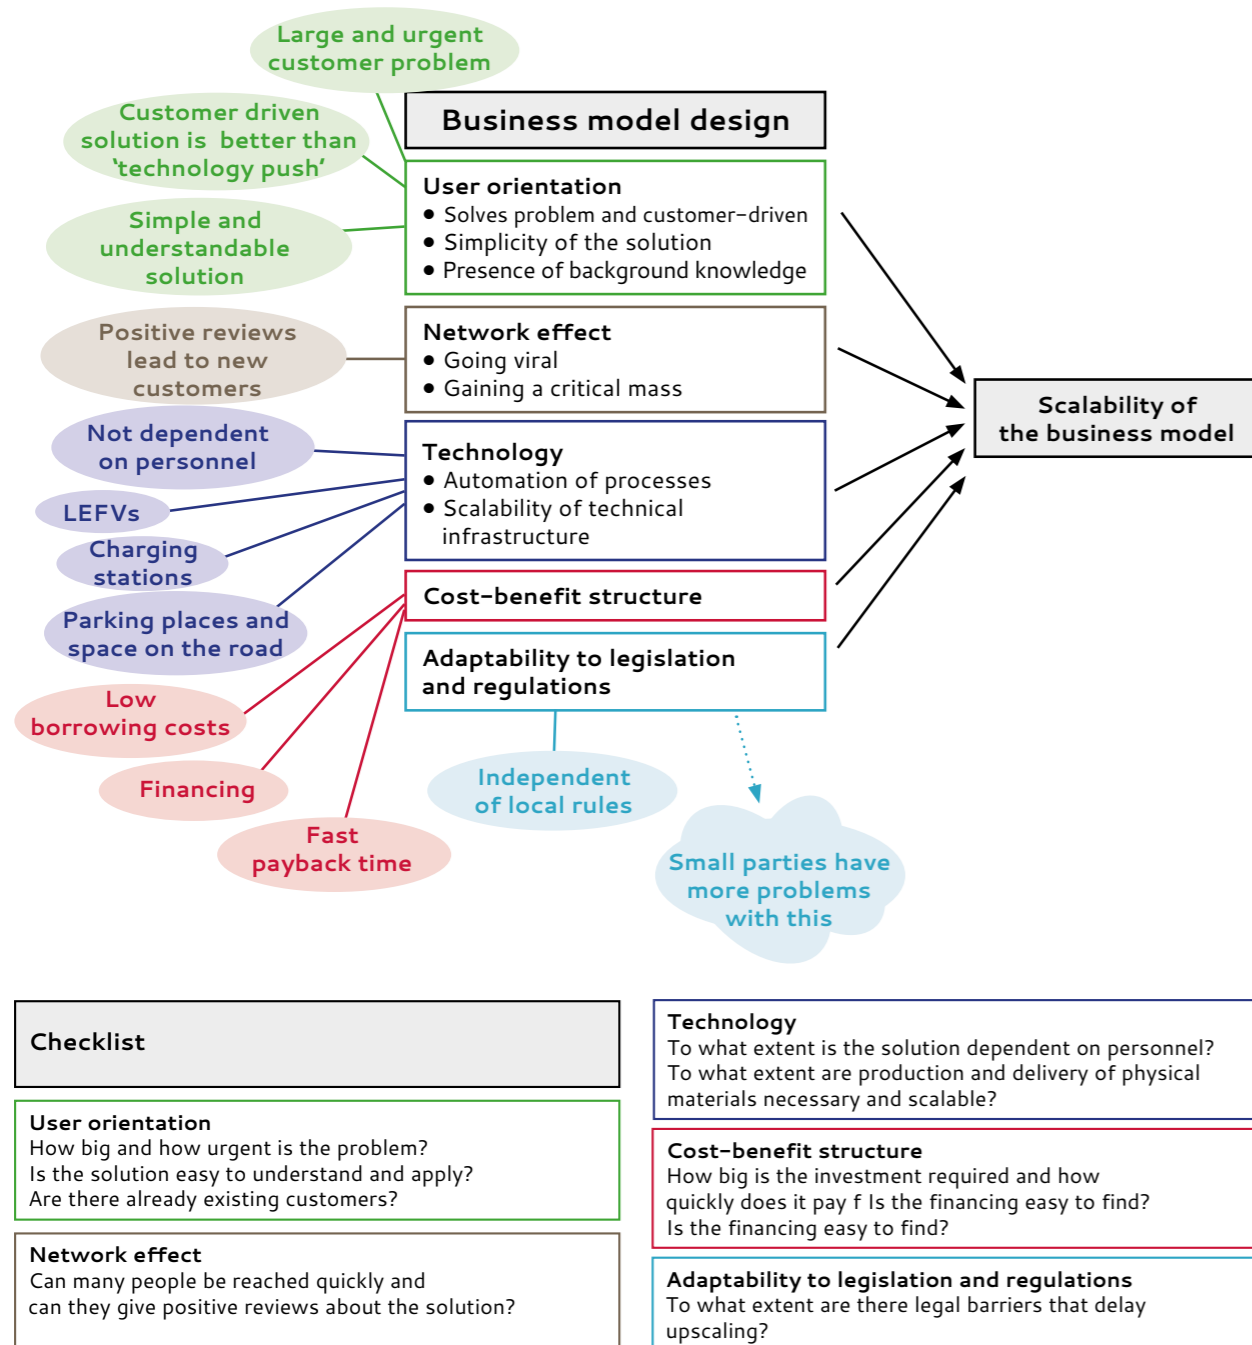 Large and urgent
customer problem
Customer driven
solution is better than
‘technology push’
Simple and
understandable
solution
Positive reviews
lead to new
customers
Not dependent
on personnel
LEFVs
Charging
stations
Parking places and
space on the road
Low
borrowing costs
Financing
Fast
payback time
Business model design
User orientation
• Solves problem and customer-driven
• Simplicity of the solution
• Presence of background knowledge
Network effect
• Going viral
• Gaining a critical mass
Technology
• Automation of processes
• Scalability of technical
infrastructure
Cost-benefit structure
Adaptability to legislation
and regulations
Independent
of local rules
Small parties have
more problems
with this
Scalability of
the business model
Checklist
User orientation
How big and how urgent is the problem?
Is the solution easy to understand and apply?
Are there already existing customers?
Network effect
Can many people be reached quickly and
can they give positive reviews about the solution?
Technology
To what extent is the solution dependent on personnel?
To what extent are production and delivery of physical
materials necessary and scalable?
Cost-benefit structure
How big is the investment required and how
quickly does it pay f Is the financing easy to find?
Is the financing easy to find?
Adaptability to legislation and regulations
To what extent are there legal barriers that delay
upscaling?